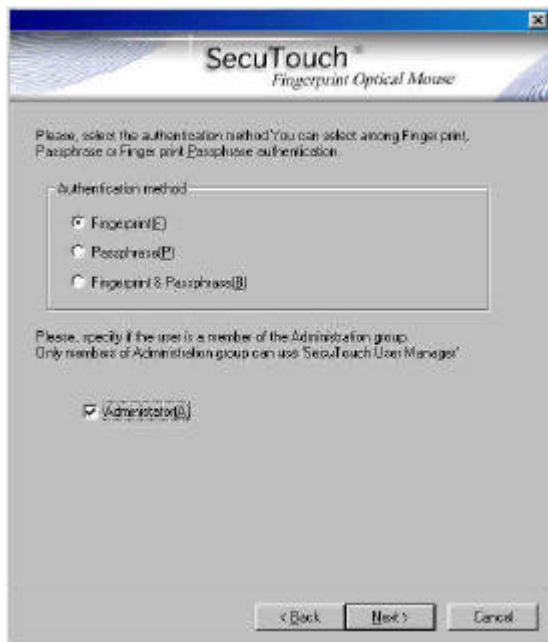 SecuTouch®
Fingerprint Optical Mouse
Please, select the authentication method.You can select among Finger print,
Passphrase or Finger print Passphrase authentication.
Authentication method
Fingerprint(F)
Passphrase(P)
Fingerprint & Passphrase(B)
Please, specify if the user is a member of the Administration group.
Only members of Administration group can use 'SecuTouch User Manager'
Administator(A)
< Back
Next >
Cancel